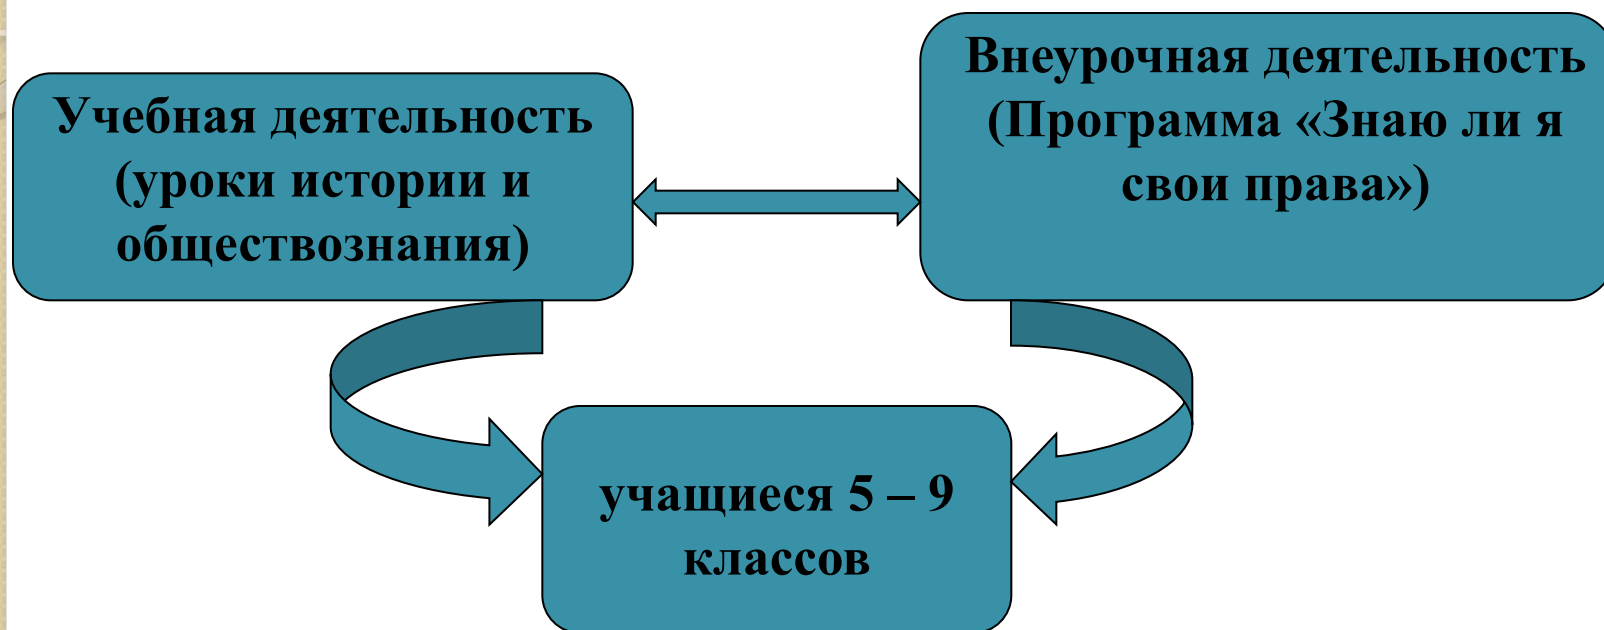 Учебная деятельность
(уроки истории и
обществознания)
Внеурочная деятельность
(Программа «Знаю ли я
свои права»)
учащиеся 5 – 9
классов